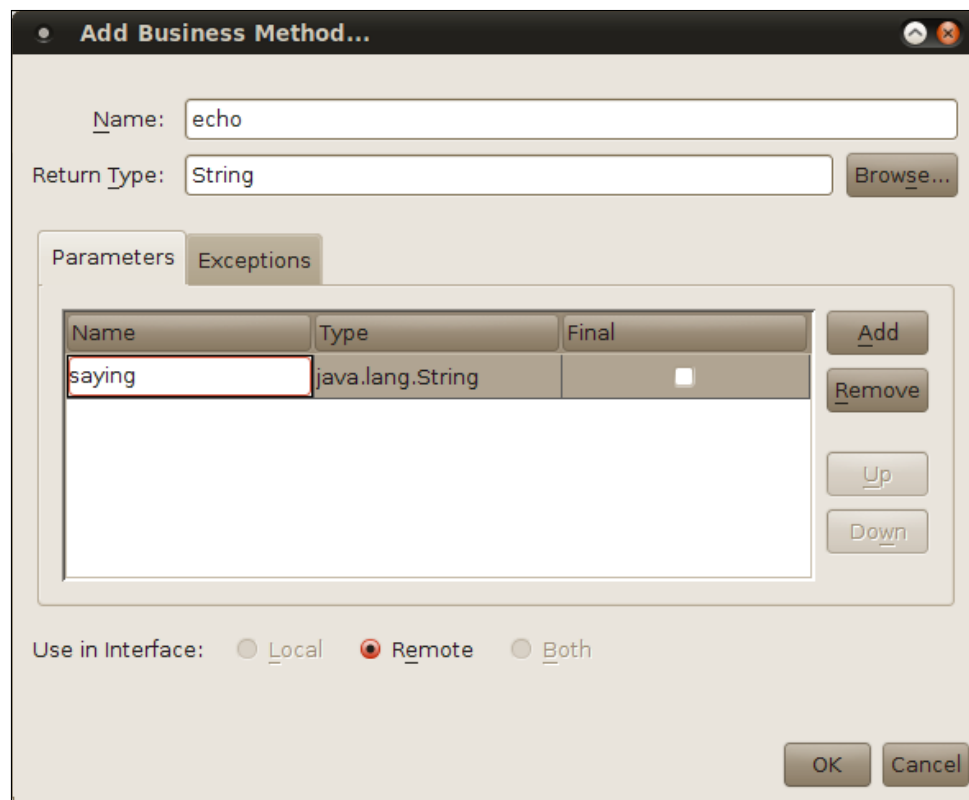 Add Business Method...
Name: echo
Return Type: String Browse...
Parameters Exceptions
Name Type Final Add
saying java.lang.String
Remove
Up
Down
Use in Interface: Local Remote Both
OK Cancel